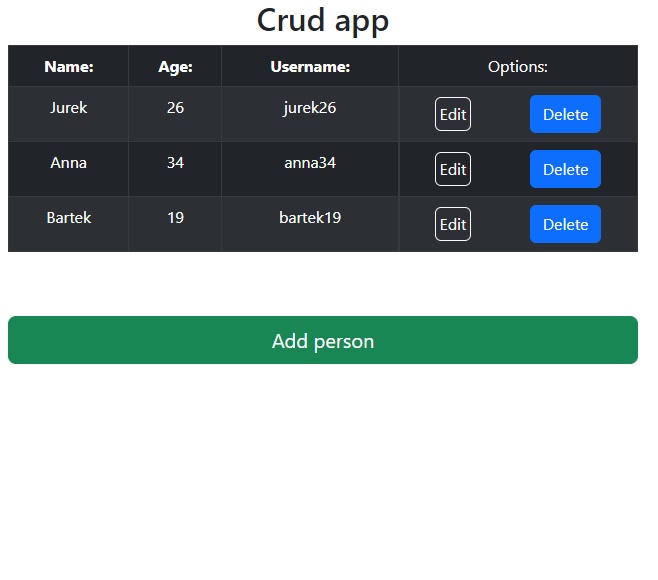 Crud app
Name: Age: Username: Options:
Jurek 26 jurek26 Edit Delete
Anna 34 anna34 Edit Delete
Bartek 19 bartek19 Edit Delete
Add person